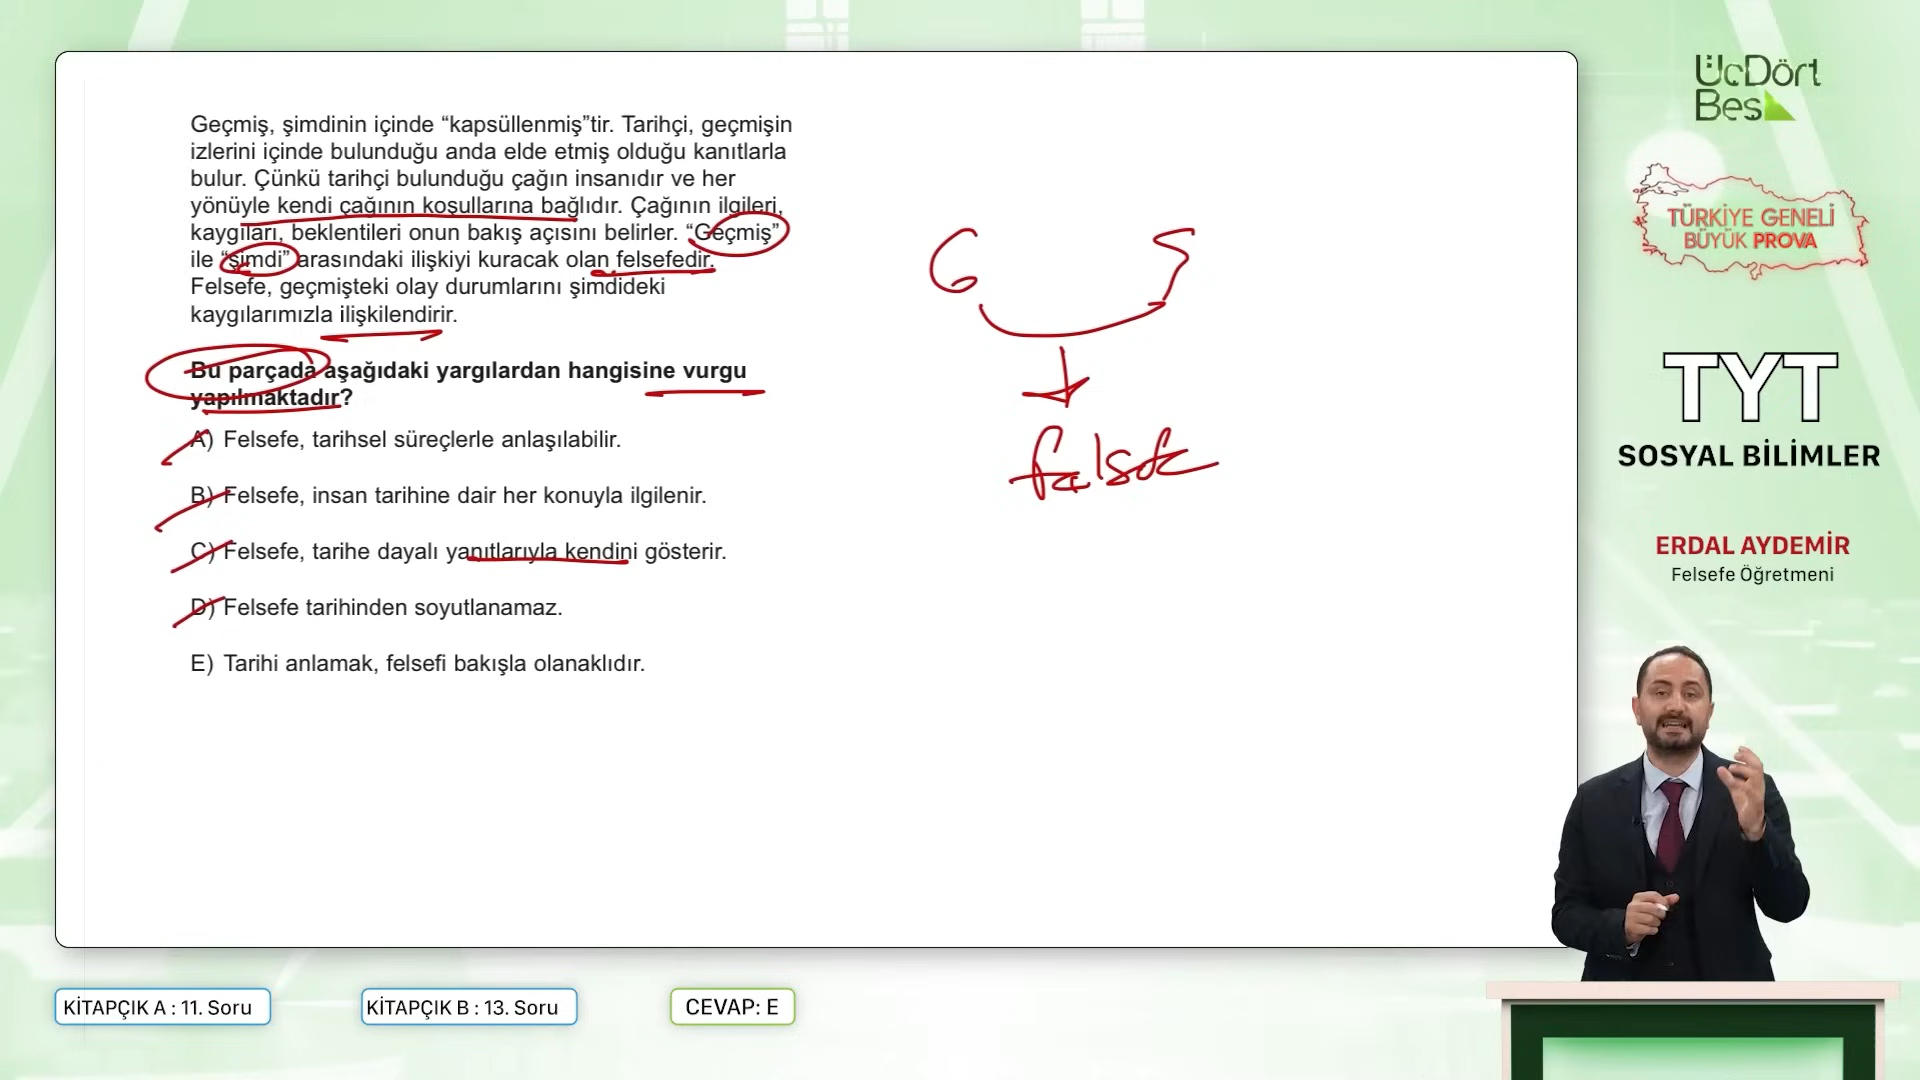 Geçmiş, şimdinin içinde “kapsüllenmiş”tir. Tarihçi, geçmişin
izlerini içinde bulunduğu anda elde etmiş olduğu kanıtlarla
bulur. Çünkü tarihçi bulunduğu çağın insanıdır ve her
yönüyle kendi çağının koşullarına bağlıdır. Çağının ilgileri,
kaygıları, beklentileri onun bakış açısını belirler. “Geçmiş”
ile “şimdi” arasındaki ilişkiyi kuracak olan felsefedir.
Felsefe, geçmişteki olay durumlarını şimdideki
kaygılarımızla ilişkilendirir.
Bu parçada aşağıdaki yargılardan hangisine vurgu
yapılmaktadır?
A) Felsefe, tarihsel süreçlerle anlaşılabilir.
B) Felsefe, insan tarihine dair her konuyla ilgilenir.
C) Felsefe, tarihe dayalı yanıtlarıyla kendini gösterir.
D) Felsefe tarihinden soyutlanamaz.
E) Tarihi anlamak, felsefi bakışla olanaklıdır.
G Ş
felsefe
ÜçDört
Beş
TÜRKİYE GENELİ
BÜYÜK PROVA
TYT
SOSYAL BİLİMLER
ERDAL AYDEMİR
Felsefe Öğretmeni
KİTAPÇIK A : 11. Soru
KİTAPÇIK B : 13. Soru
CEVAP: E